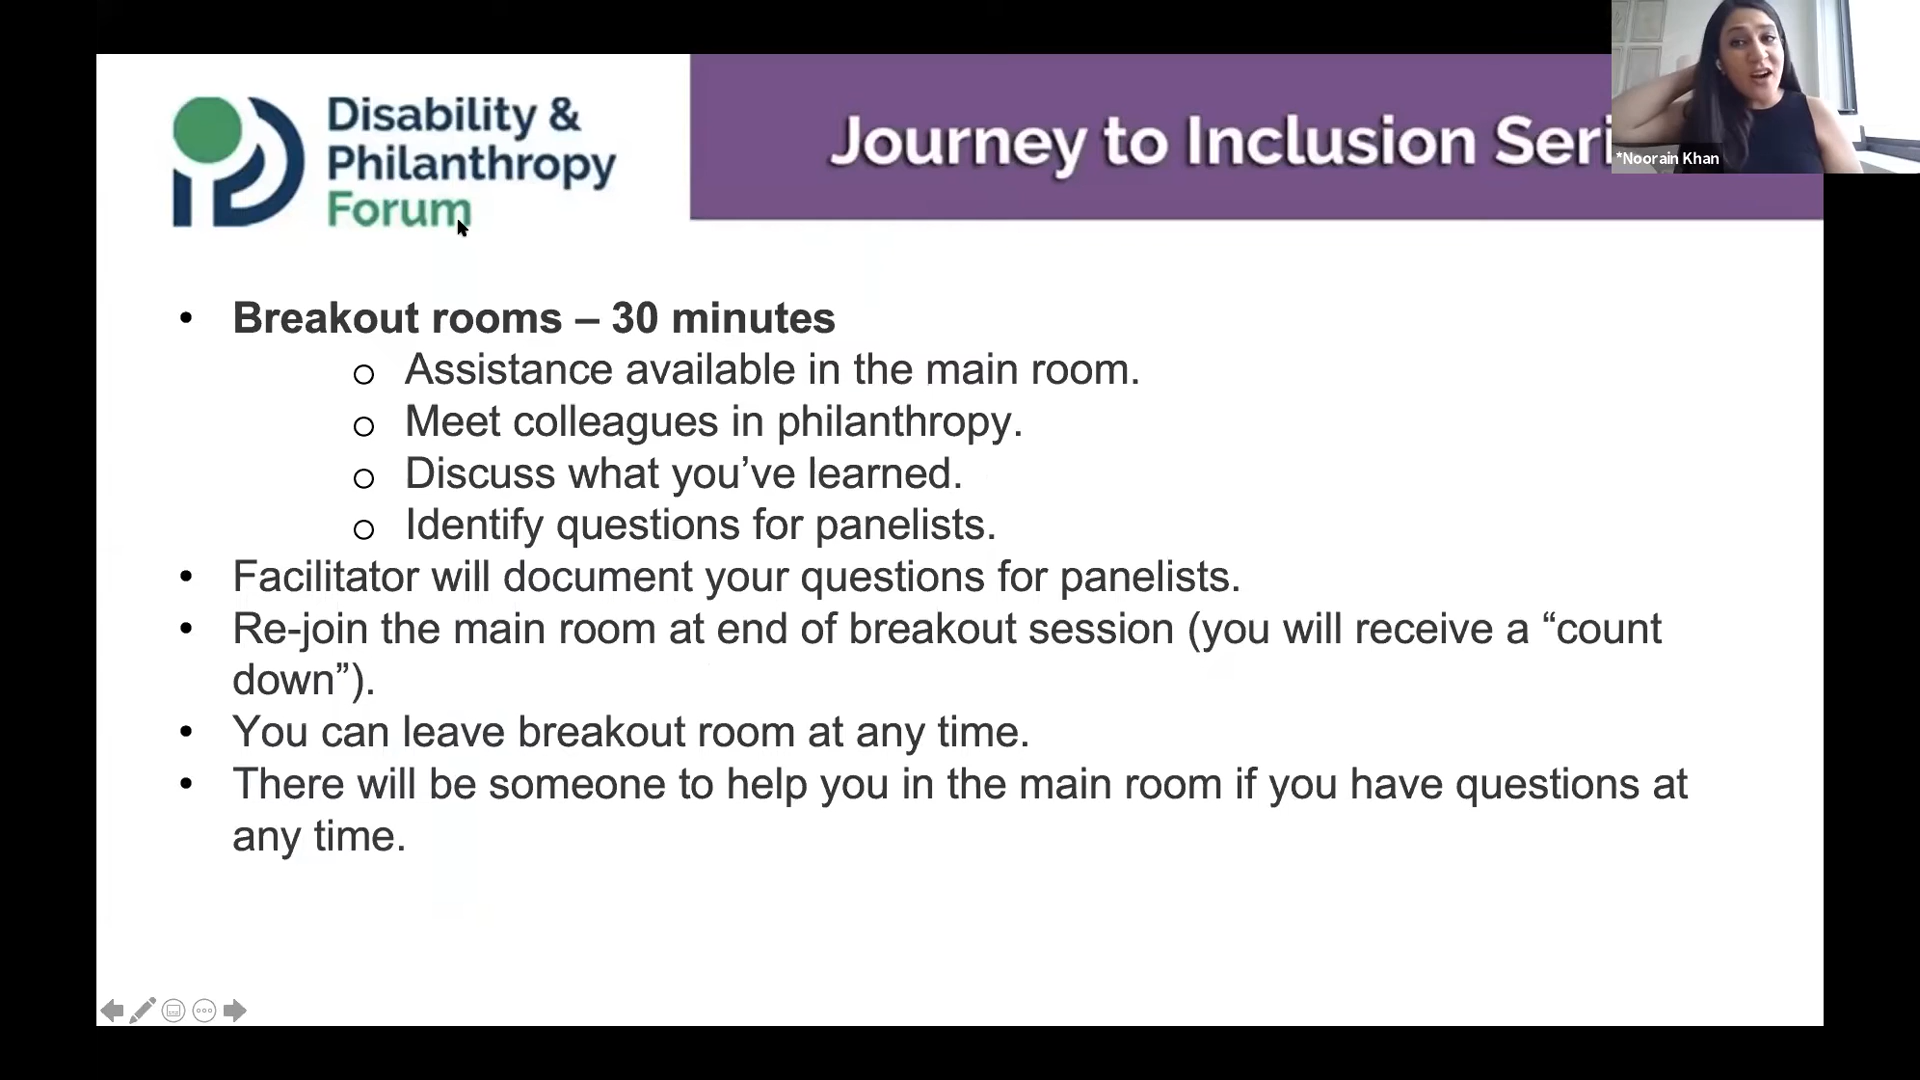 Disability &
Philanthropy
Forum
Journey to Inclusion Seri
*Noorain Khan
• Breakout rooms – 30 minutes
o Assistance available in the main room.
o Meet colleagues in philanthropy.
o Discuss what you’ve learned.
o Identify questions for panelists.
• Facilitator will document your questions for panelists.
• Re-join the main room at end of breakout session (you will receive a “count
down”).
• You can leave breakout room at any time.
• There will be someone to help you in the main room if you have questions at
any time.